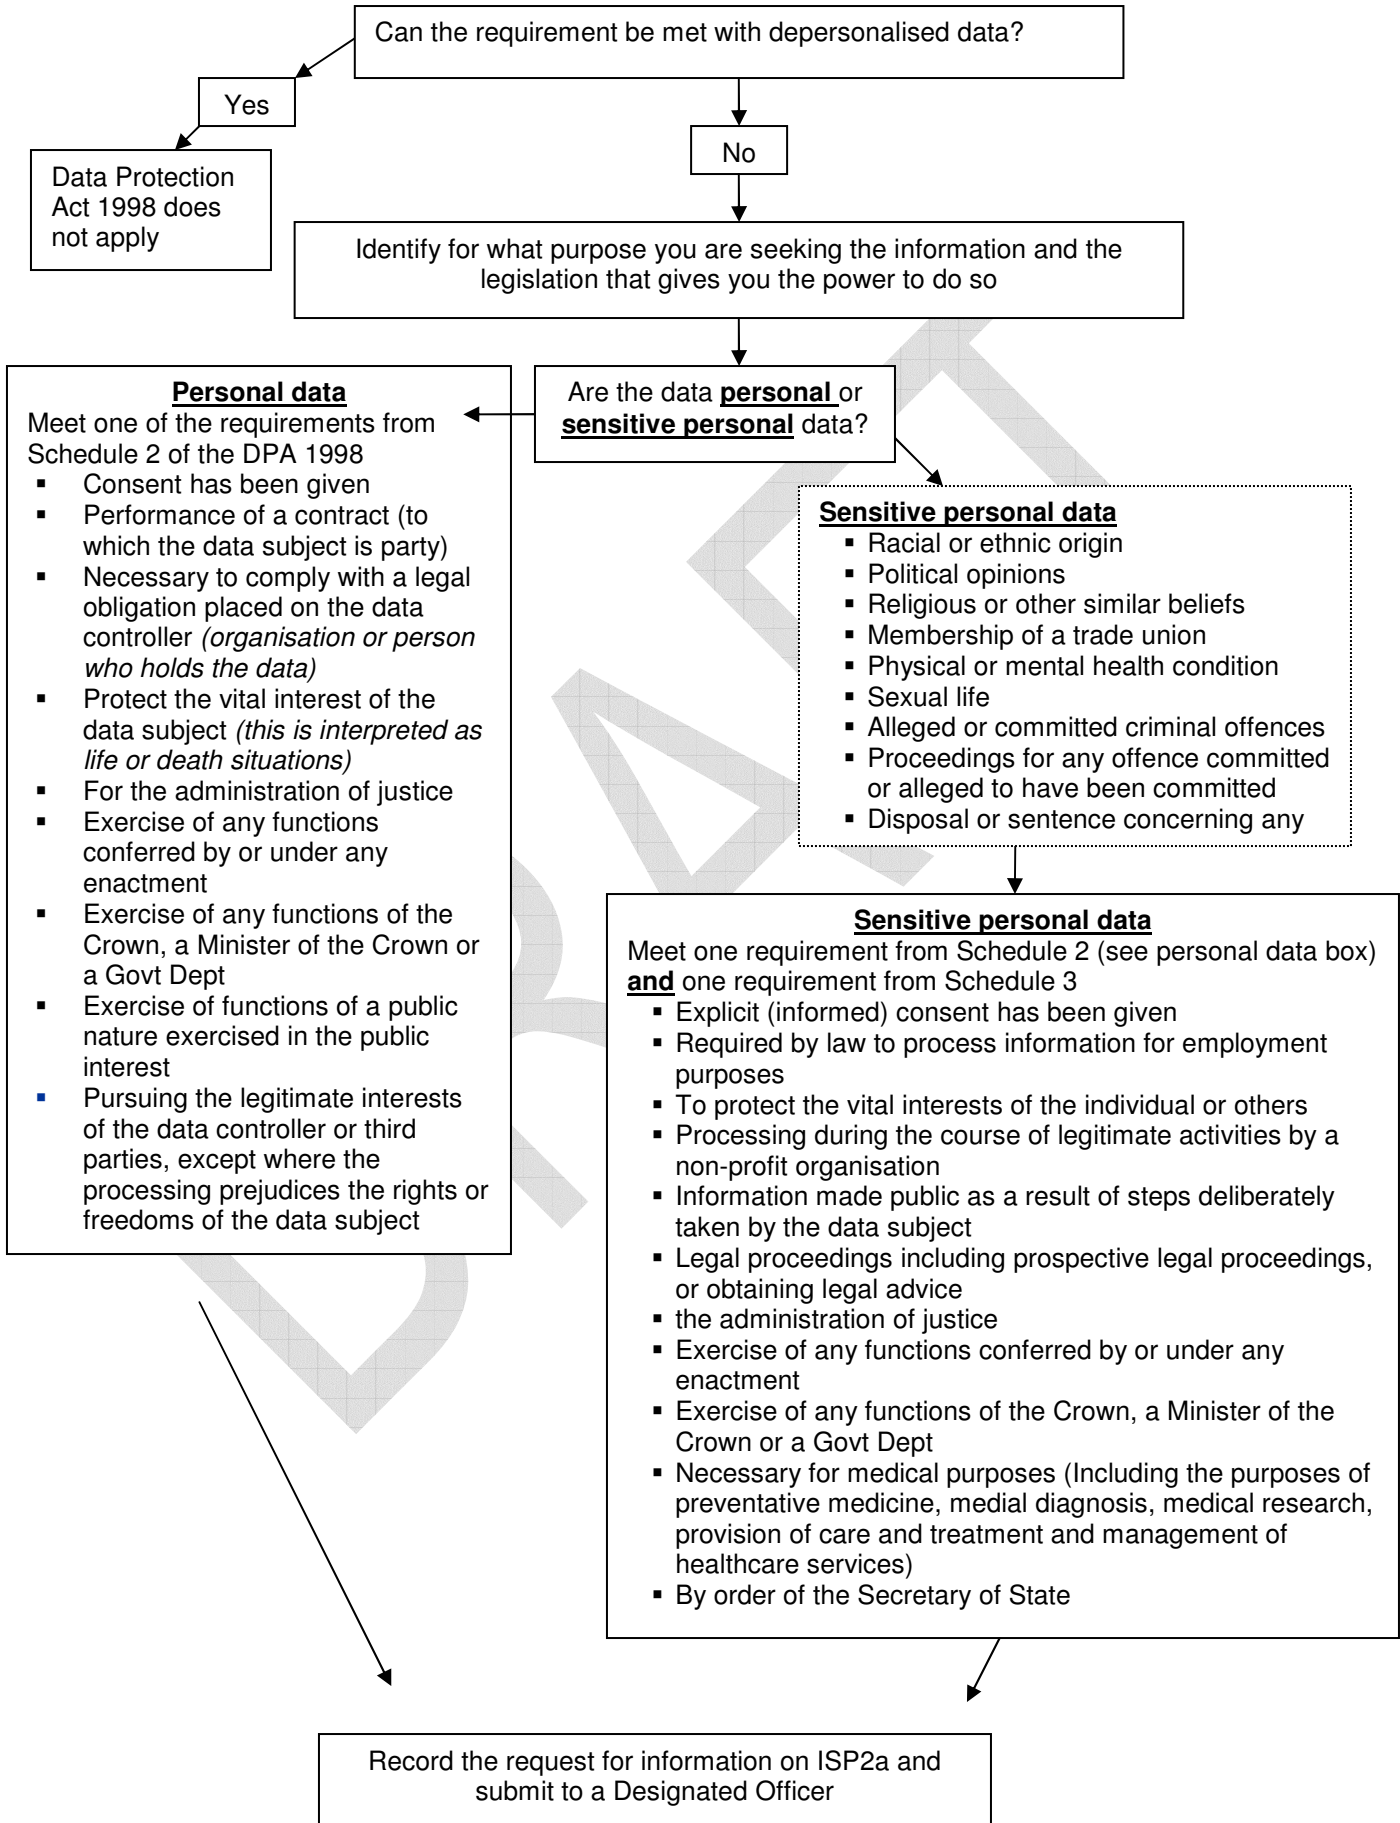 Can the requirement be met with depersonalised data?
Yes
No
Data Protection
Act 1998 does
not apply
Identify for what purpose you are seeking the information and the
legislation that gives you the power to do so
Are the data personal or
sensitive personal data?
Personal data
Meet one of the requirements from
Schedule 2 of the DPA 1998
▪ Consent has been given
▪ Performance of a contract (to
which the data subject is party)
▪ Necessary to comply with a legal
obligation placed on the data
controller (organisation or person
who holds the data)
▪ Protect the vital interest of the
data subject (this is interpreted as
life or death situations)
▪ For the administration of justice
▪ Exercise of any functions
conferred by or under any
enactment
▪ Exercise of any functions of the
Crown, a Minister of the Crown or
a Govt Dept
▪ Exercise of functions of a public
nature exercised in the public
interest
▪ Pursuing the legitimate interests
of the data controller or third
parties, except where the
processing prejudices the rights or
freedoms of the data subject
Sensitive personal data
▪ Racial or ethnic origin
▪ Political opinions
▪ Religious or other similar beliefs
▪ Membership of a trade union
▪ Physical or mental health condition
▪ Sexual life
▪ Alleged or committed criminal offences
▪ Proceedings for any offence committed
or alleged to have been committed
▪ Disposal or sentence concerning any
Sensitive personal data
Meet one requirement from Schedule 2 (see personal data box)
and one requirement from Schedule 3
▪ Explicit (informed) consent has been given
▪ Required by law to process information for employment
purposes
▪ To protect the vital interests of the individual or others
▪ Processing during the course of legitimate activities by a
non-profit organisation
▪ Information made public as a result of steps deliberately
taken by the data subject
▪ Legal proceedings including prospective legal proceedings,
or obtaining legal advice
▪ the administration of justice
▪ Exercise of any functions conferred by or under any
enactment
▪ Exercise of any functions of the Crown, a Minister of the
Crown or a Govt Dept
▪ Necessary for medical purposes (Including the purposes of
preventative medicine, medial diagnosis, medical research,
provision of care and treatment and management of
healthcare services)
▪ By order of the Secretary of State
Record the request for information on ISP2a and
submit to a Designated Officer
DRAFT